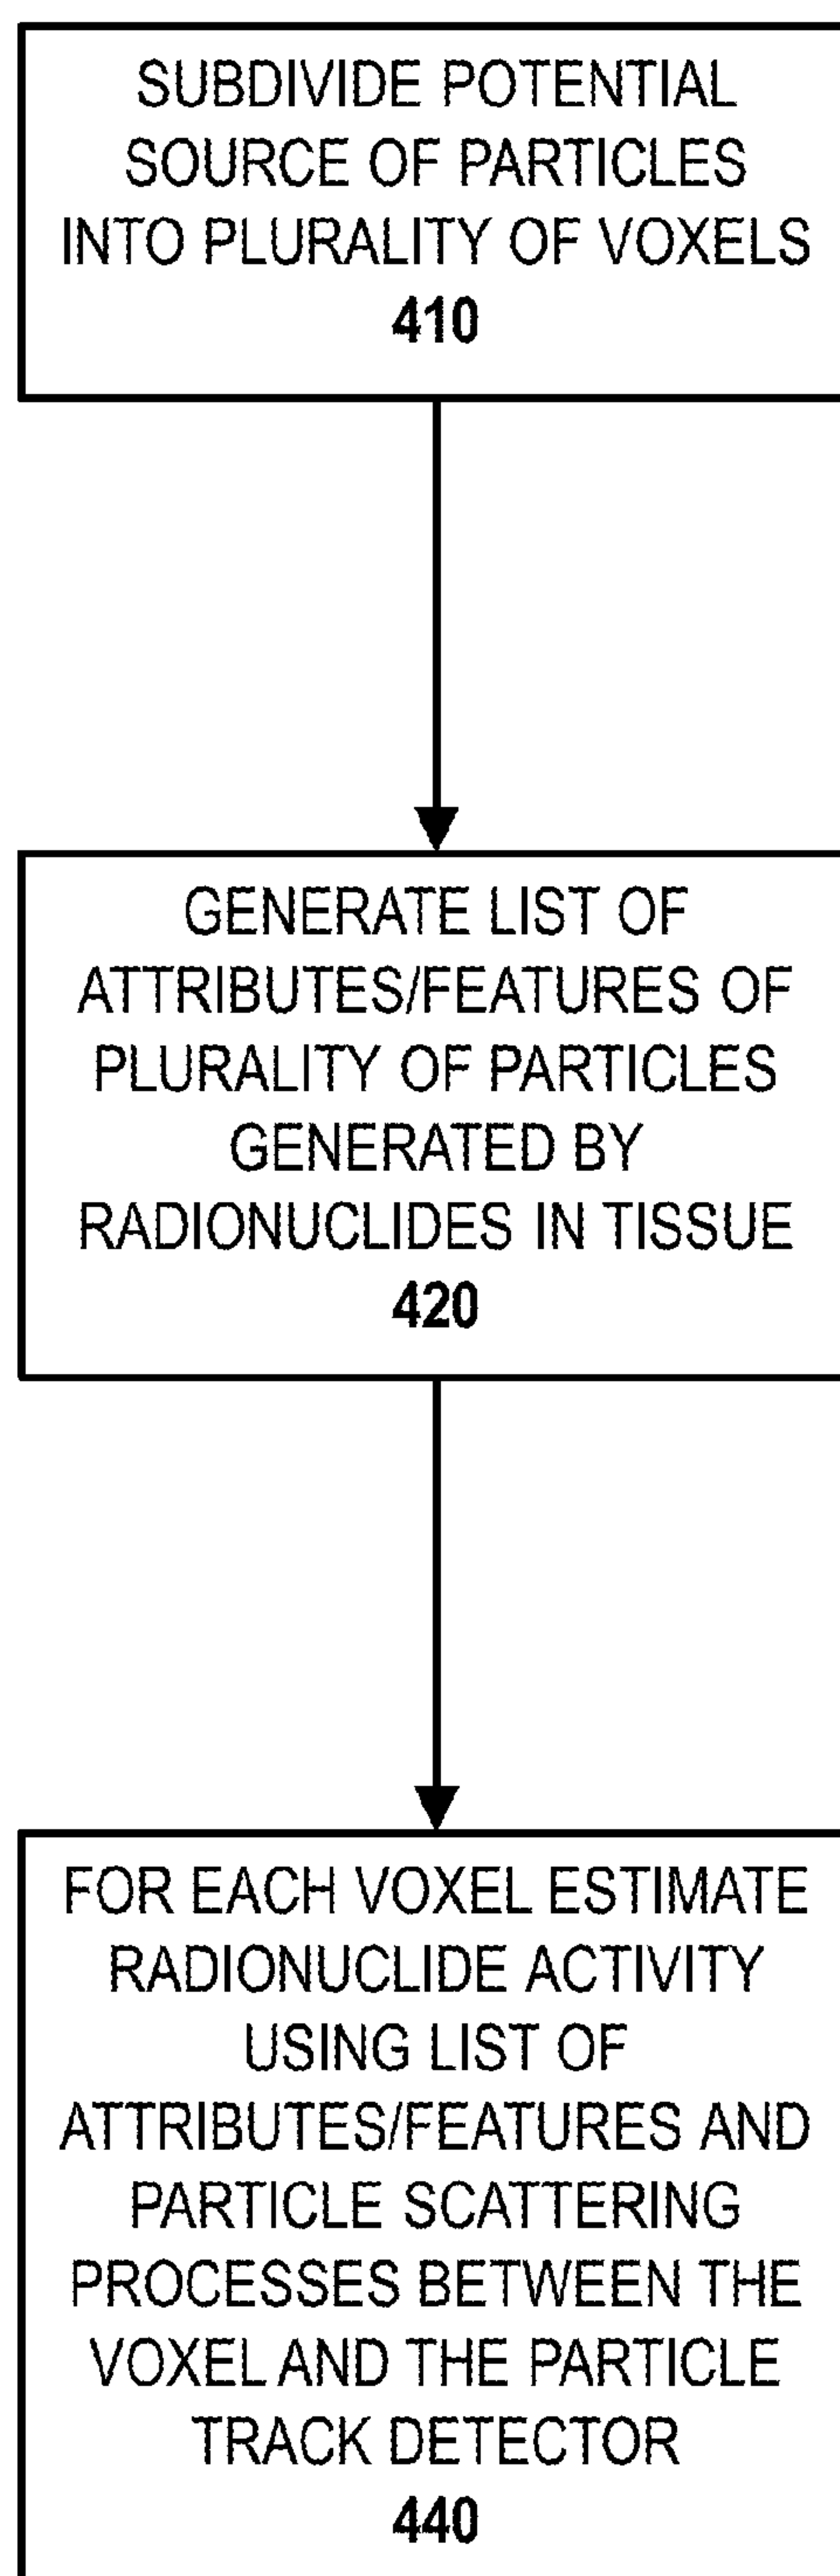 SUBDIVIDE POTENTIAL
SOURCE OF PARTICLES
INTO PLURALITY OF VOXELS
410
GENERATE LIST OF
ATTRIBUTES/FEATURES OF
PLURALITY OF PARTICLES
GENERATED BY
RADIONUCLIDES IN TISSUE
420
FOR EACH VOXEL ESTIMATE
RADIONUCLIDE ACTIVITY
USING LIST OF
ATTRIBUTES/FEATURES AND
PARTICLE SCATTERING
PROCESSES BETWEEN THE
VOXEL AND THE PARTICLE
TRACK DETECTOR
440